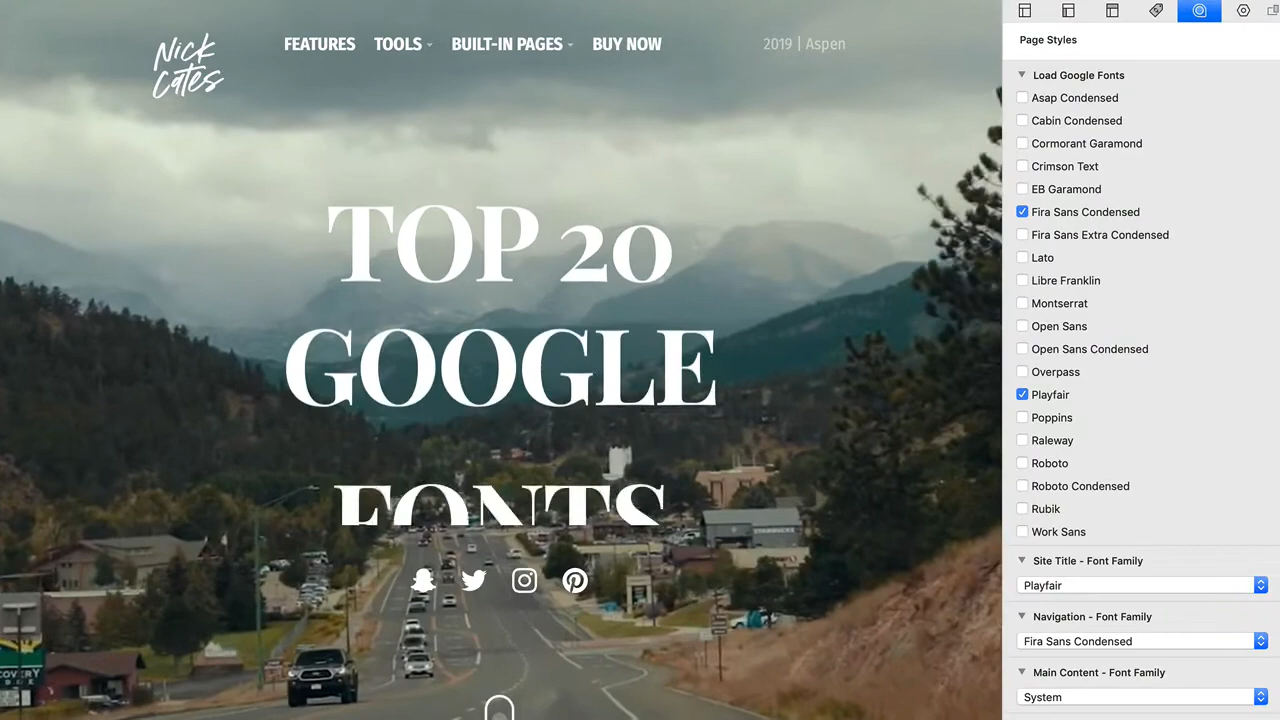 Nick
Cates
FEATURES TOOLS BUILT-IN PAGES BUY NOW
2019 | Aspen
TOP 20
GOOGLE
FONTS
Page Styles
Load Google Fonts
Asap Condensed
Cabin Condensed
Cormorant Garamond
Crimson Text
EB Garamond
Fira Sans Condensed
Fira Sans Extra Condensed
Lato
Libre Franklin
Montserrat
Open Sans
Open Sans Condensed
Overpass
Playfair
Poppins
Raleway
Roboto
Roboto Condensed
Rubik
Work Sans
Site Title - Font Family
Playfair
Navigation - Font Family
Fira Sans Condensed
Main Content - Font Family
System